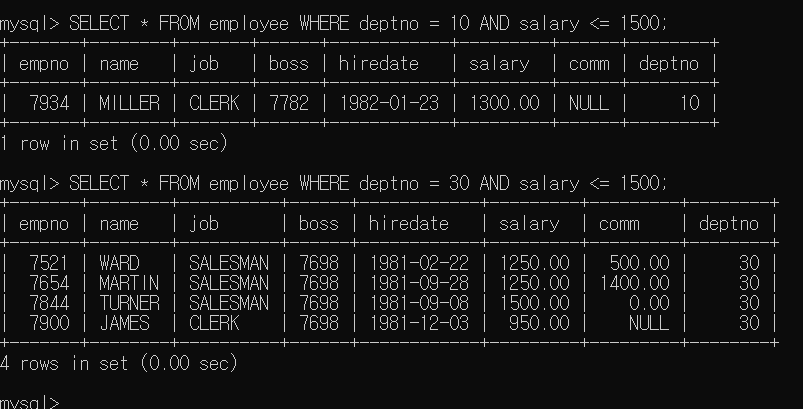 mysql> SELECT * FROM employee WHERE deptno = 10 AND salary <= 1500;
+-------+--------+-------+------+------------+---------+------+--------+
| empno | name   | job   | boss | hiredate   | salary  | comm | deptno |
+-------+--------+-------+------+------------+---------+------+--------+
|  7934 | MILLER | CLERK | 7782 | 1982-01-23 | 1300.00 | NULL |     10 |
+-------+--------+-------+------+------------+---------+------+--------+
1 row in set (0.00 sec)
mysql> SELECT * FROM employee WHERE deptno = 30 AND salary <= 1500;
+-------+--------+----------+------+------------+---------+---------+--------+
| empno | name   | job      | boss | hiredate   | salary  | comm    | deptno |
+-------+--------+----------+------+------------+---------+---------+--------+
|  7521 | WARD   | SALESMAN | 7698 | 1981-02-22 | 1250.00 |  500.00 |     30 |
|  7654 | MARTIN | SALESMAN | 7698 | 1981-09-28 | 1250.00 | 1400.00 |     30 |
|  7844 | TURNER | SALESMAN | 7698 | 1981-09-08 | 1500.00 |    0.00 |     30 |
|  7900 | JAMES  | CLERK    | 7698 | 1981-12-03 |  950.00 |    NULL |     30 |
+-------+--------+----------+------+------------+---------+---------+--------+
4 rows in set (0.00 sec)
mysql>